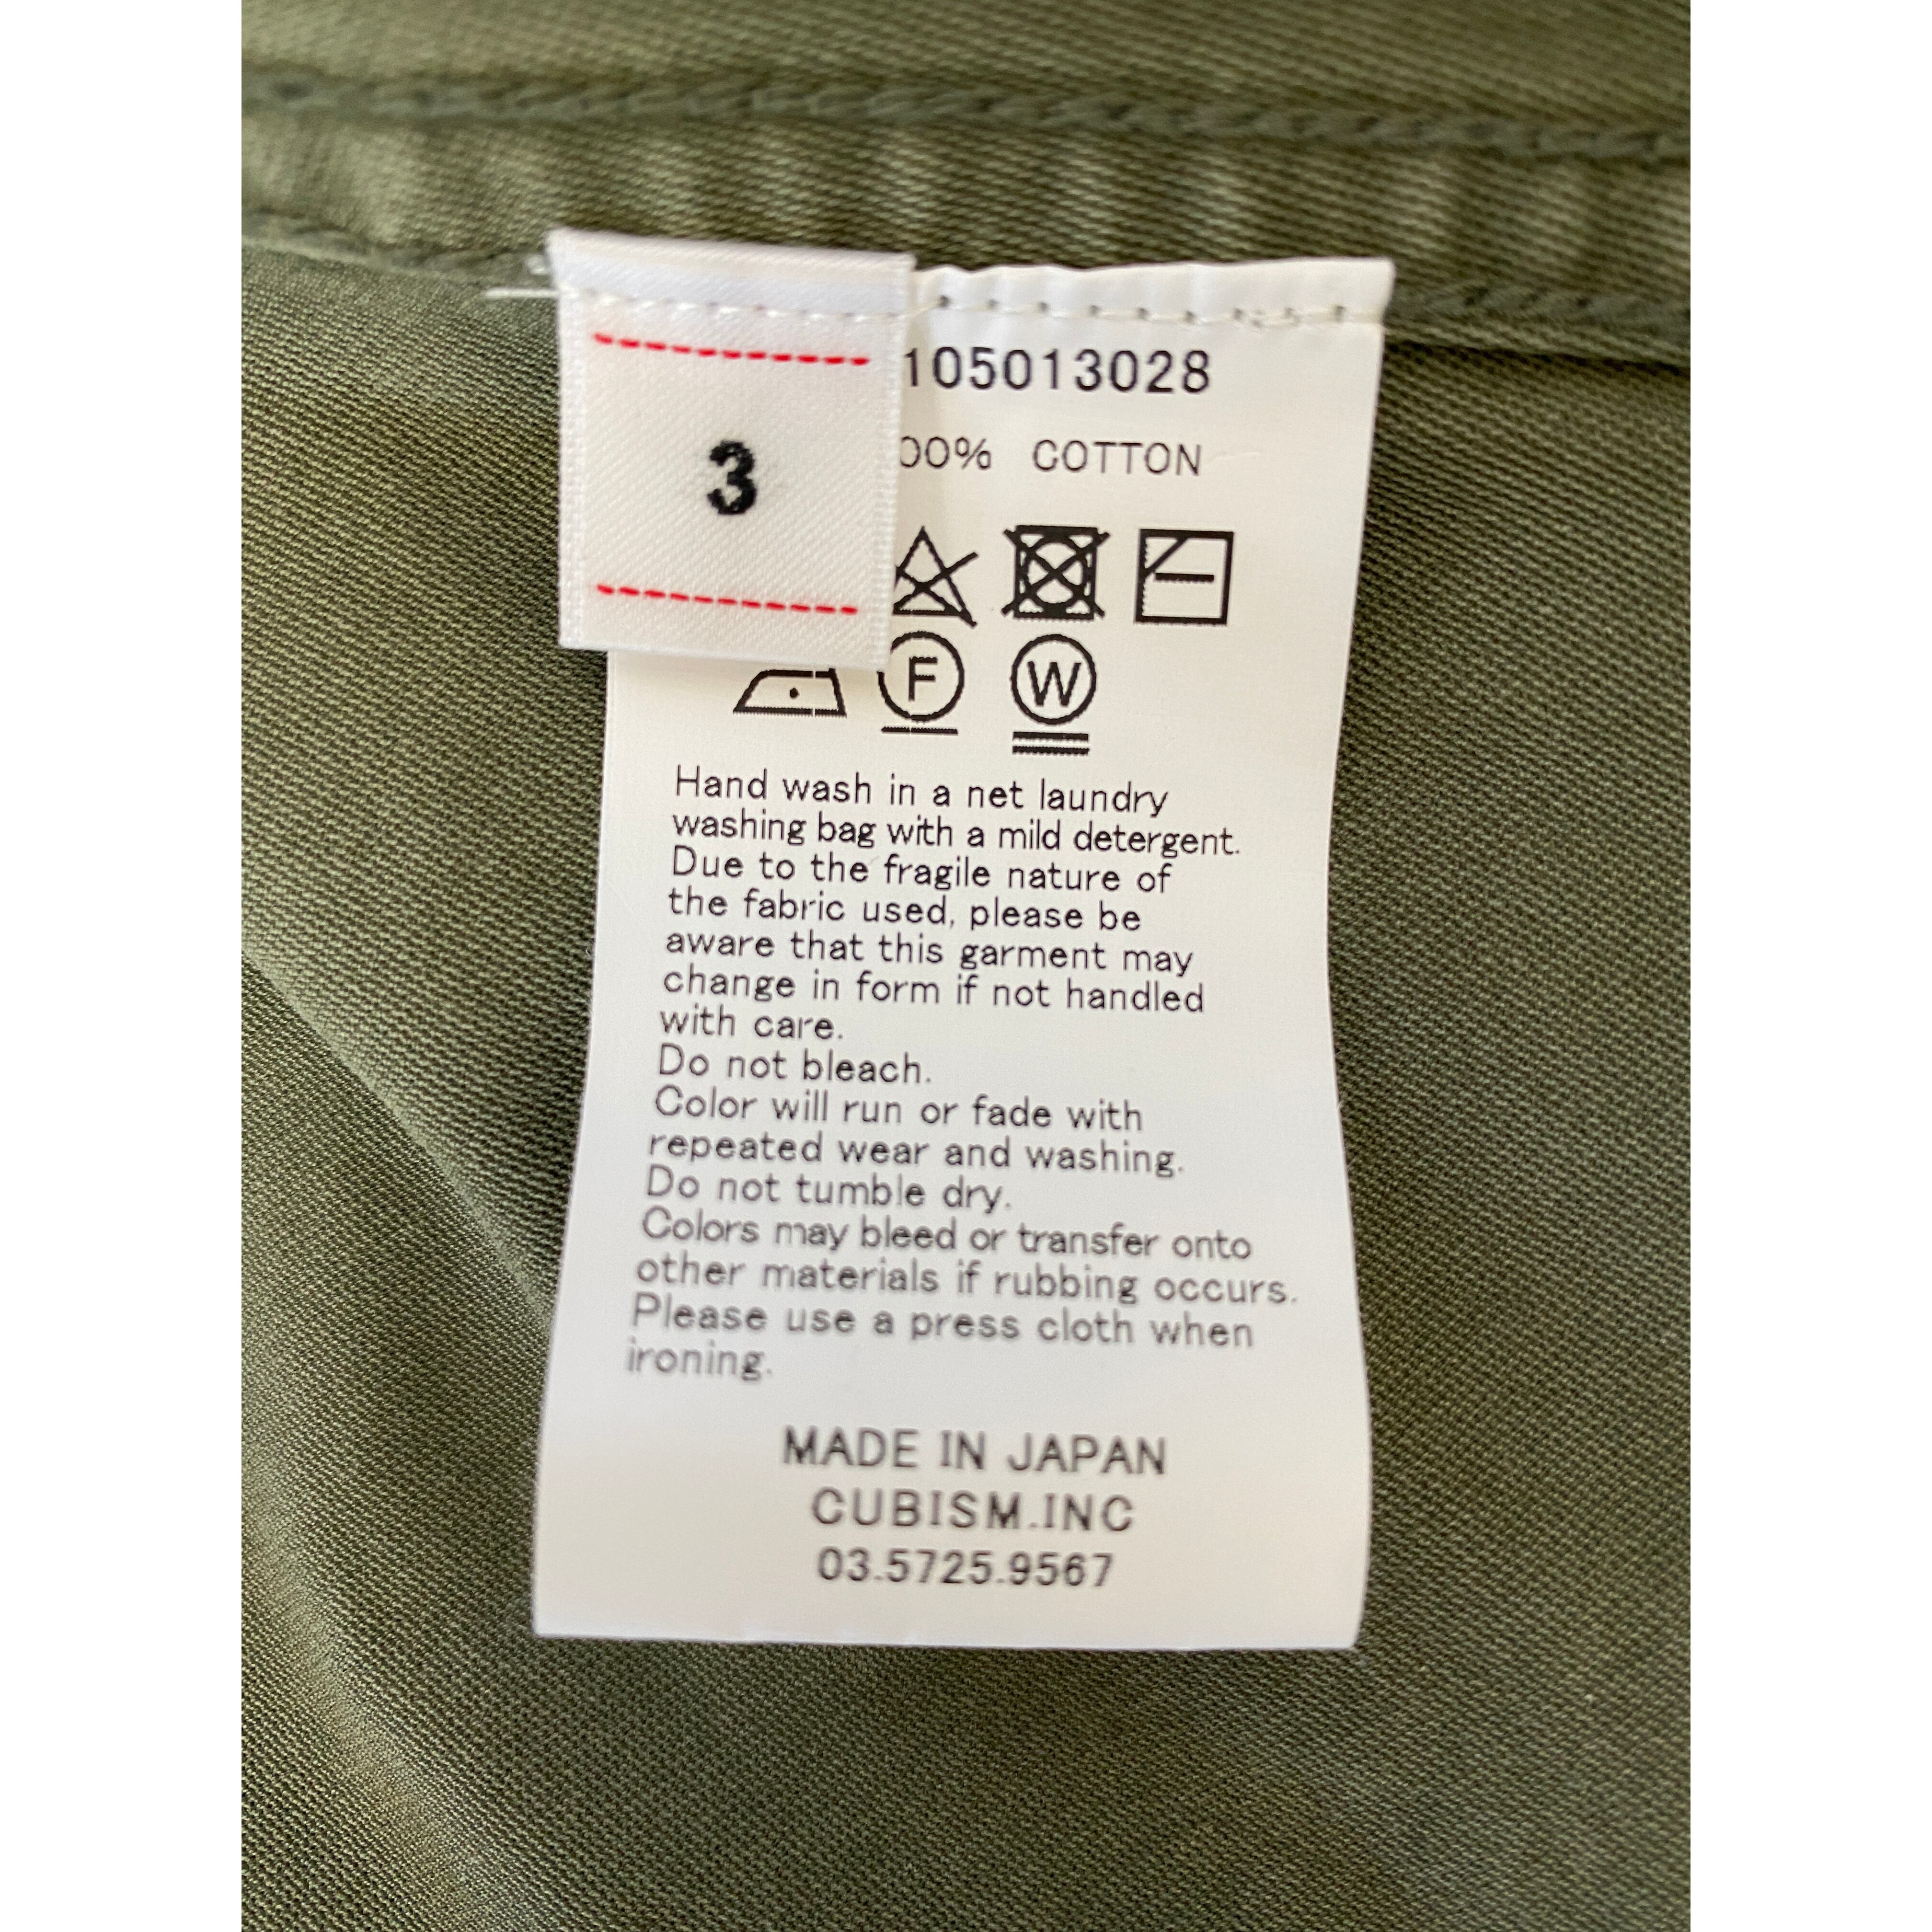 3
105013028
00% COTTON
F W
Hand wash in a net laundry
washing bag with a mild detergent.
Due to the fragile nature of
the fabric used, please be
aware that this garment may
change in form if not handled
with care.
Do not bleach.
Color will run or fade with
repeated wear and washing.
Do not tumble dry.
Colors may bleed or transfer onto
other materials if rubbing occurs.
Please use a press cloth when
ironing.
MADE IN JAPAN
CUBISM.INC
03.5725.9567